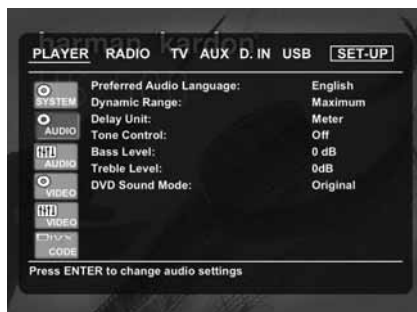 harman kardon
PLAYER RADIO TV AUX D. IN USB SET-UP
SYSTEM
AUDIO
AUDIO
VIDEO
VIDEO
DIVX
CODE
Preferred Audio Language: English
Dynamic Range: Maximum
Delay Unit: Meter
Tone Control: Off
Bass Level: 0 dB
Treble Level: 0dB
DVD Sound Mode: Original
Press ENTER to change audio settings